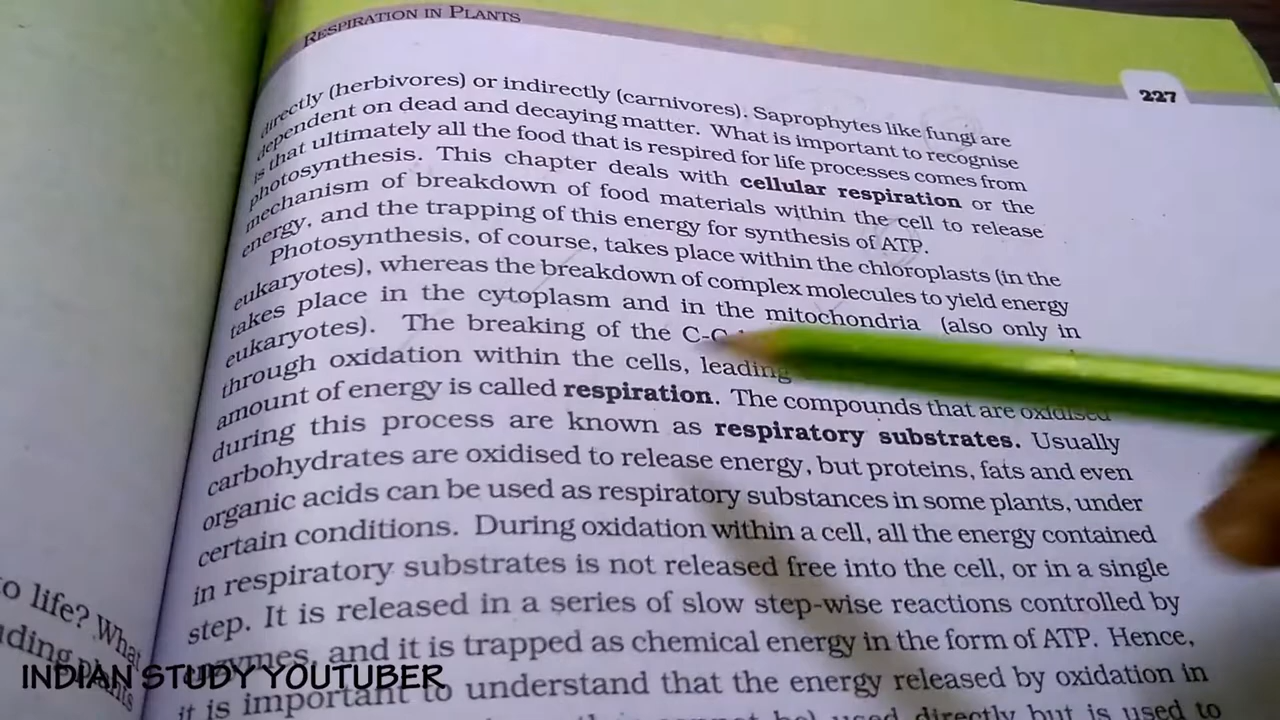 RESPIRATION IN PLANTS
227
directly (herbivores) or indirectly (carnivores). Saprophytes like fungi are
dependent on dead and decaying matter. What is important to recognise
is that ultimately all the food that is respired for life processes comes from
photosynthesis. This chapter deals with cellular respiration or the
mechanism of breakdown of food materials within the cell to release
energy, and the trapping of this energy for synthesis of ATP.
Photosynthesis, of course, takes place within the chloroplasts (in the
eukaryotes), whereas the breakdown of complex molecules to yield energy
takes place in the cytoplasm and in the mitochondria (also only in
eukaryotes). The breaking of the C-C
through oxidation within the cells, leading
amount of energy is called respiration. The compounds that are oxidised
during this process are known as respiratory substrates. Usually
carbohydrates are oxidised to release energy, but proteins, fats and even
organic acids can be used as respiratory substances in some plants, under
certain conditions. During oxidation within a cell, all the energy contained
in respiratory substrates is not released free into the cell, or in a single
step. It is released in a series of slow step-wise reactions controlled by
enzymes, and it is trapped as chemical energy in the form of ATP. Hence,
it is important to understand that the energy released by oxidation in
used directly but is used to
to life? What
plants
INDIAN STUDY YOUTUBER